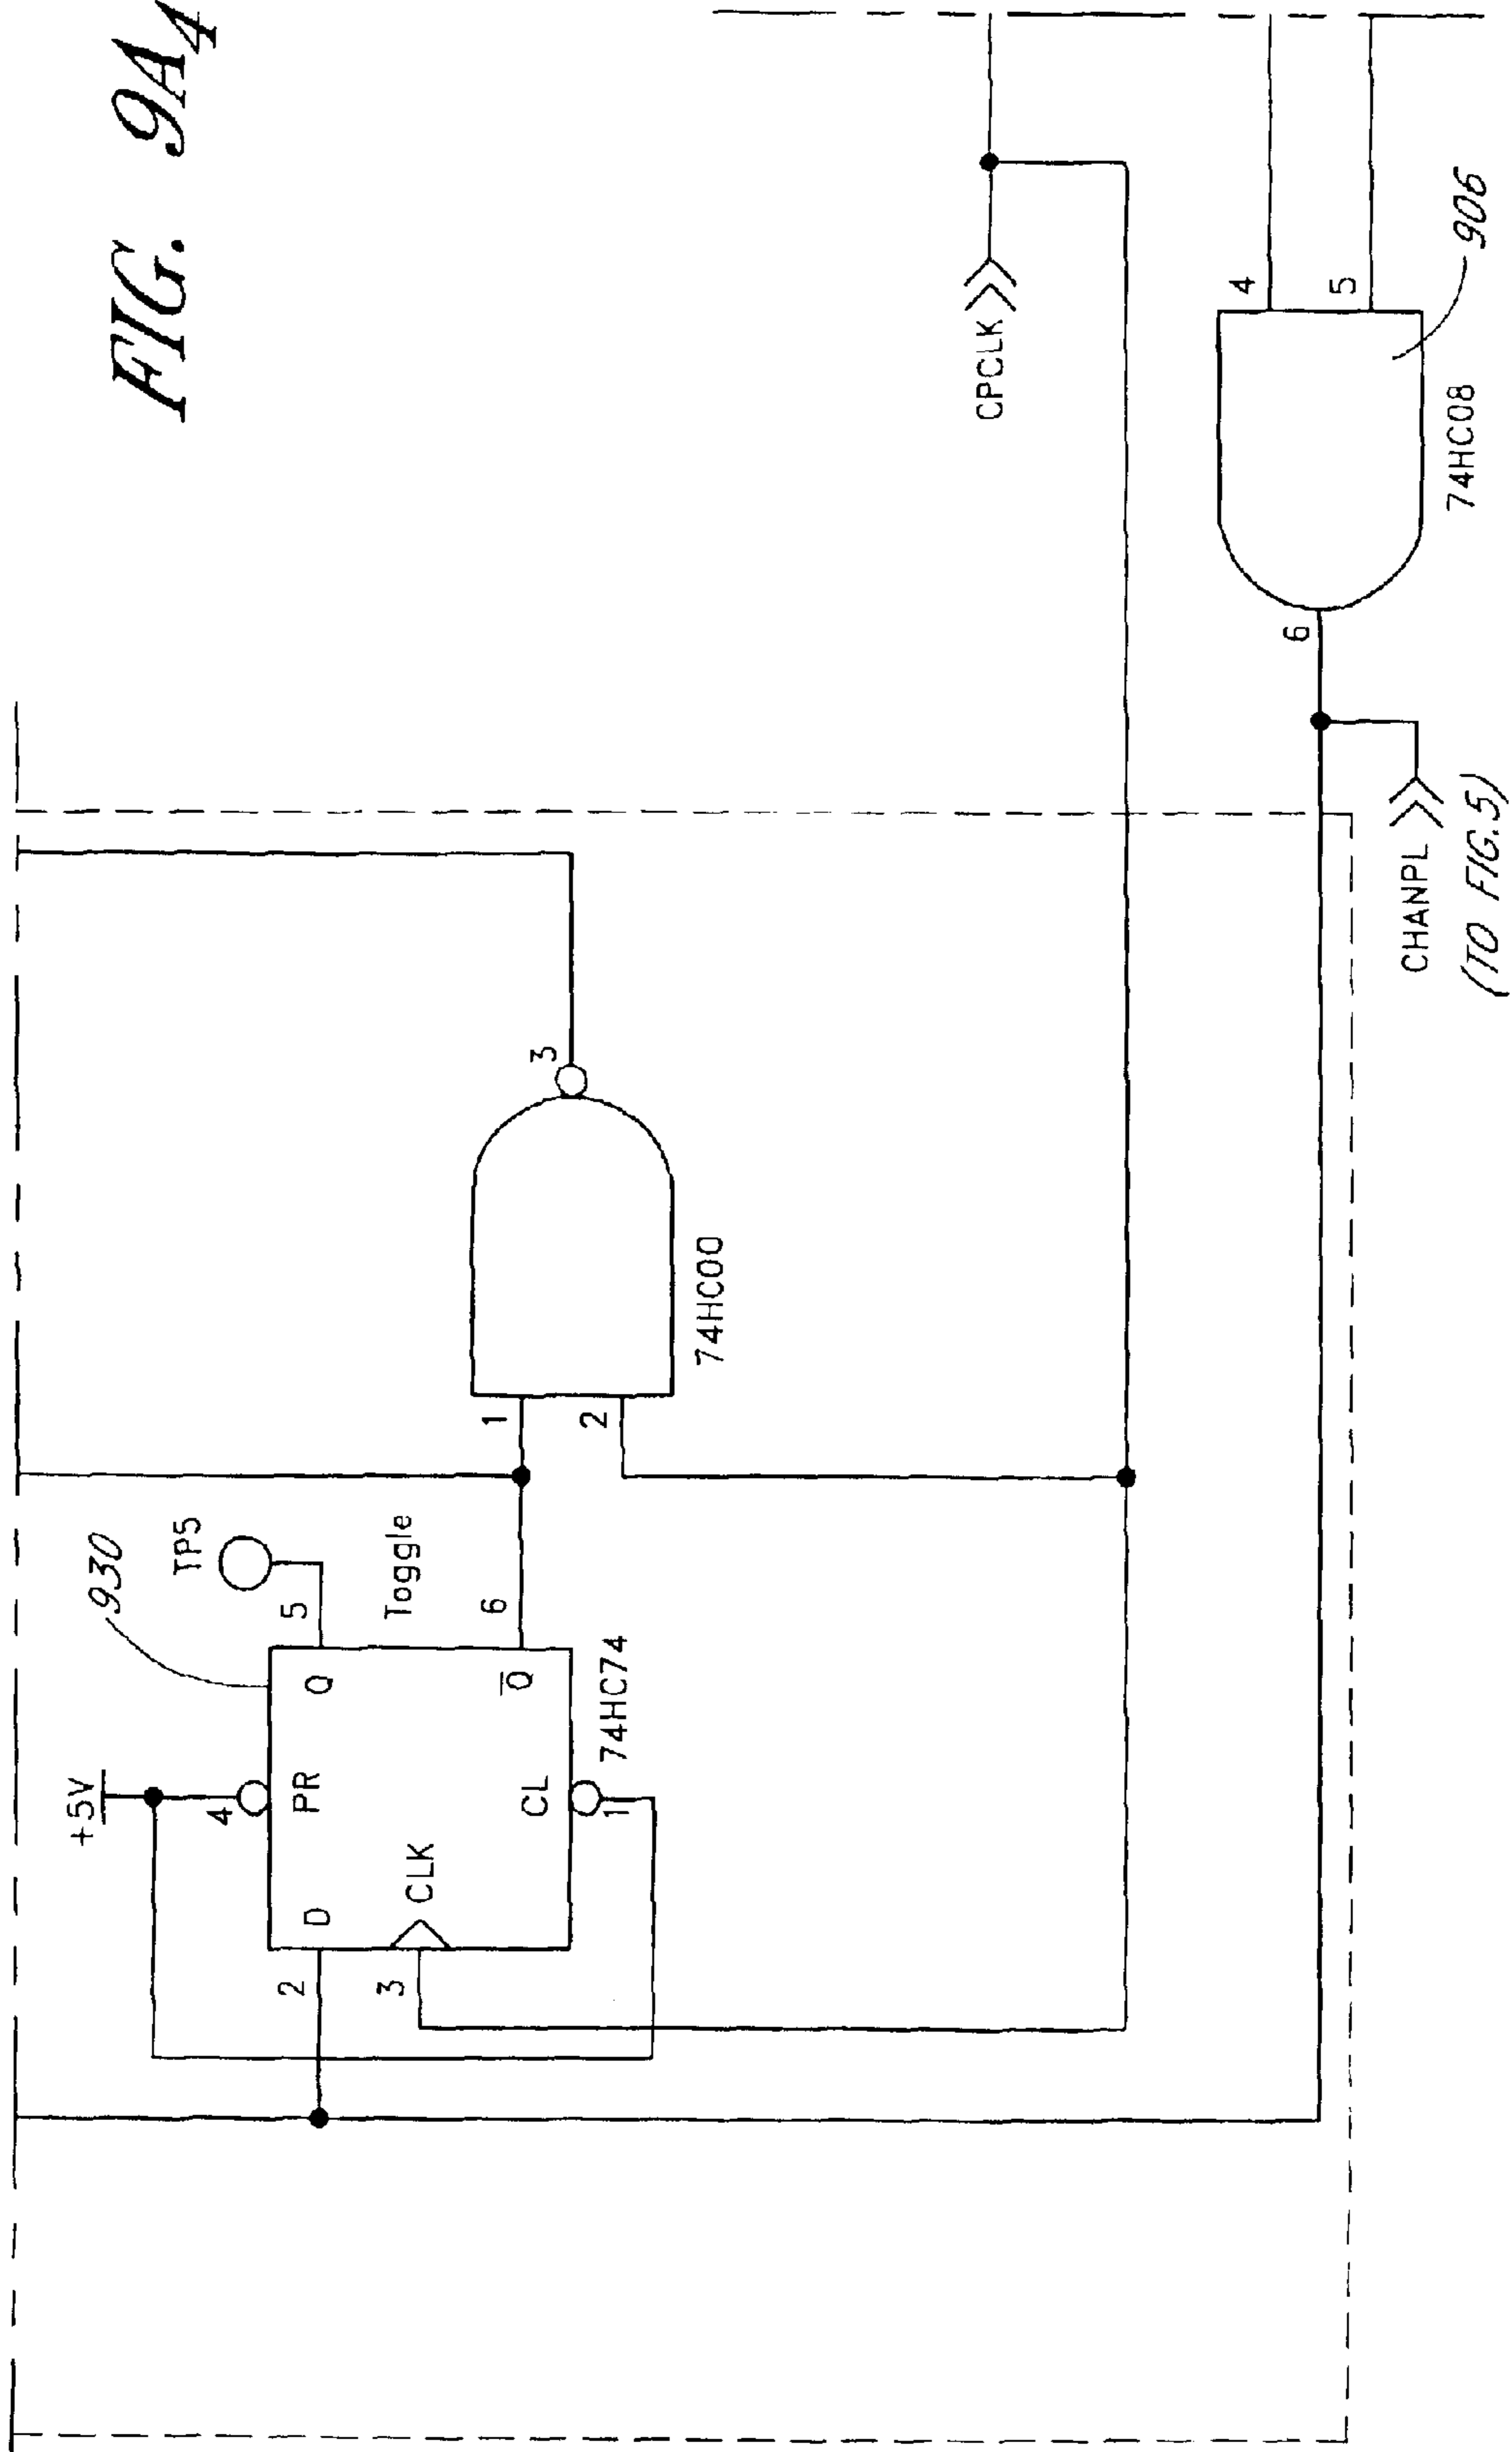 FIG. 9A4
+5V
930
TP5
4
PR
D
Q
5
2
CLK
3
Toggle
CL
Q̅
6
1
74HC74
1
2
3
74HC00
CPCLK
4
5
6
74HC08
906
CHANPL
(TO FIG.5)